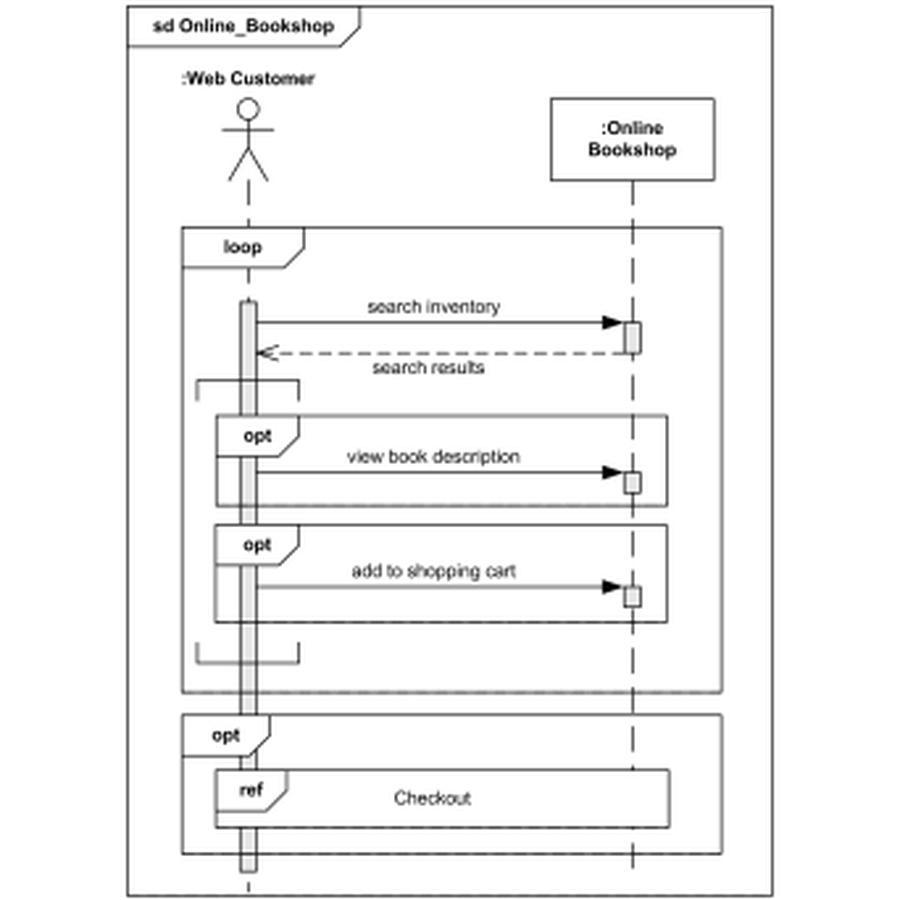 sd Online_Bookshop
:Web Customer
:Online
Bookshop
loop
search inventory
search results
opt
view book description
opt
add to shopping cart
opt
ref
Checkout